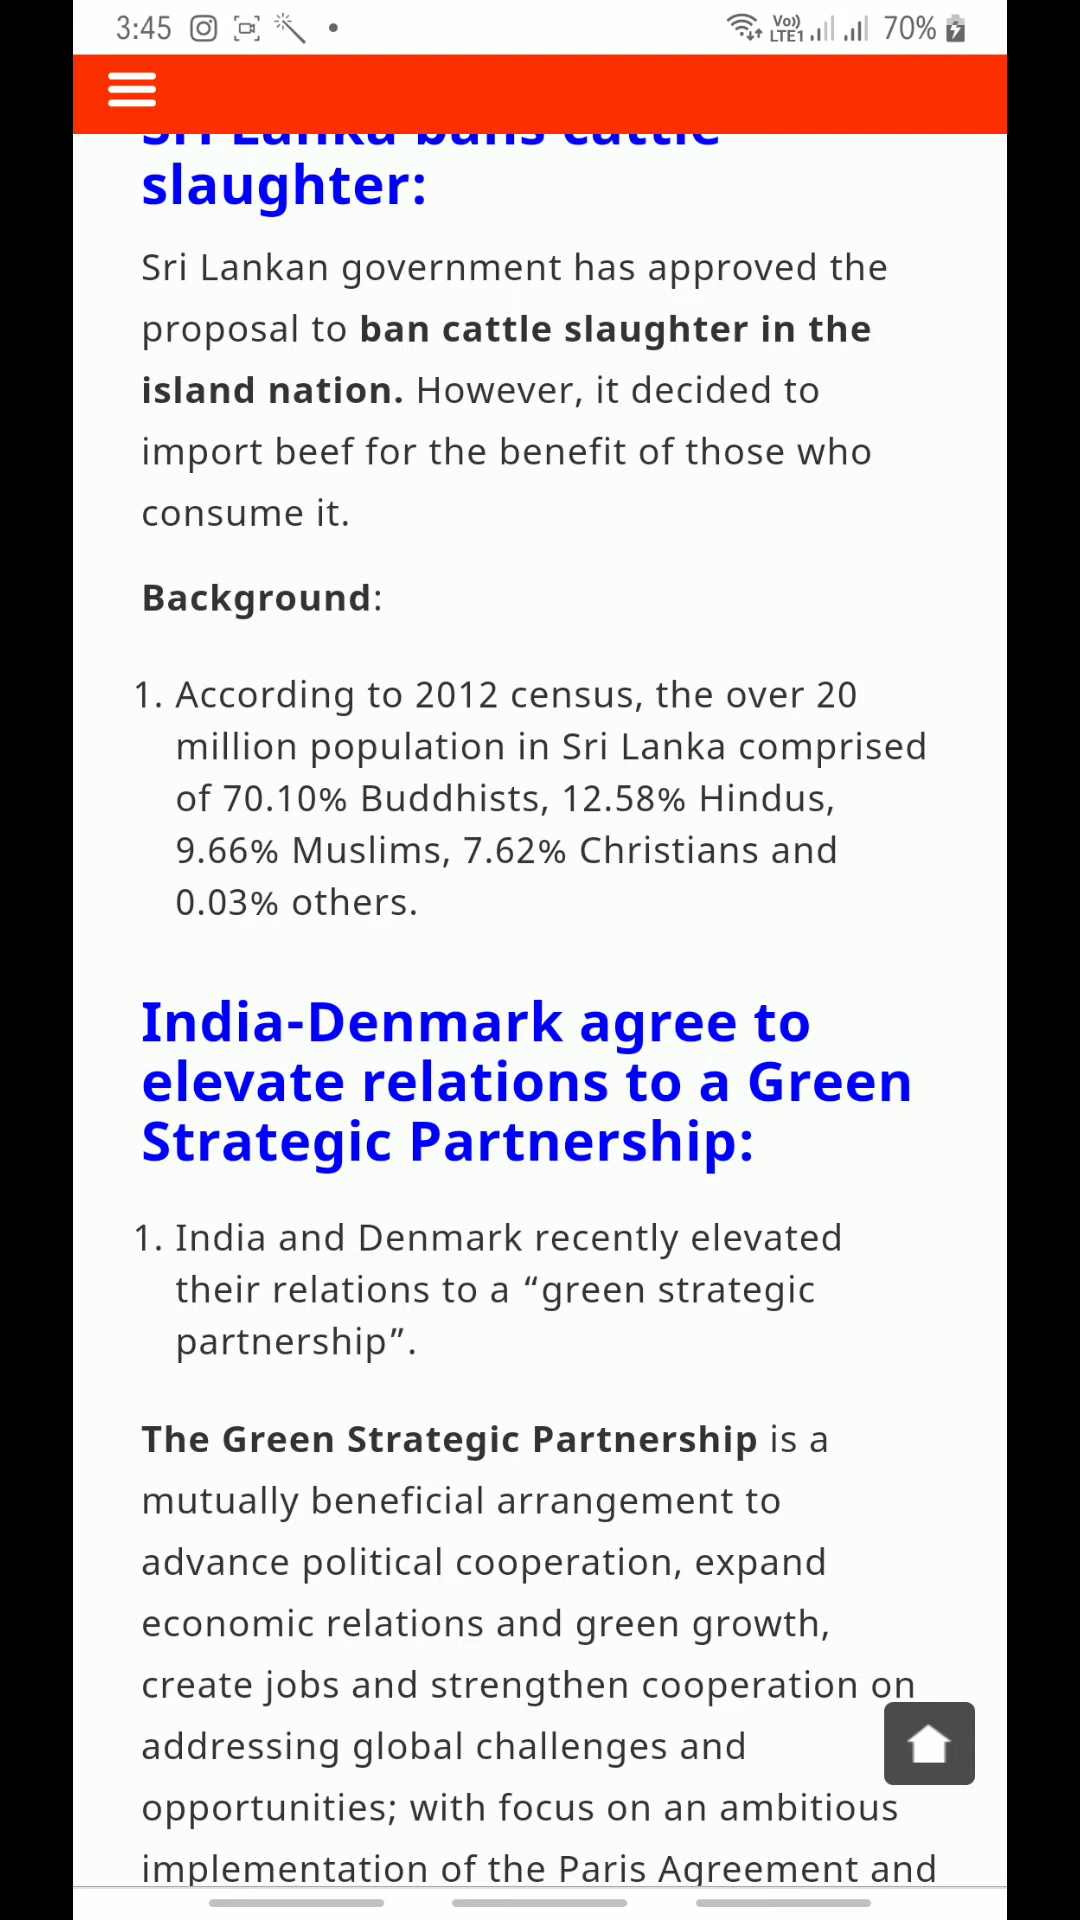 3:45
Vo))
LTE1
70%
Sri Lanka bans cattle
slaughter:
Sri Lankan government has approved the
proposal to ban cattle slaughter in the
island nation. However, it decided to
import beef for the benefit of those who
consume it.
Background:
1. According to 2012 census, the over 20
million population in Sri Lanka comprised
of 70.10% Buddhists, 12.58% Hindus,
9.66% Muslims, 7.62% Christians and
0.03% others.
India-Denmark agree to
elevate relations to a Green
Strategic Partnership:
1. India and Denmark recently elevated
their relations to a “green strategic
partnership”.
The Green Strategic Partnership is a
mutually beneficial arrangement to
advance political cooperation, expand
economic relations and green growth,
create jobs and strengthen cooperation on
addressing global challenges and
opportunities; with focus on an ambitious
implementation of the Paris Agreement and